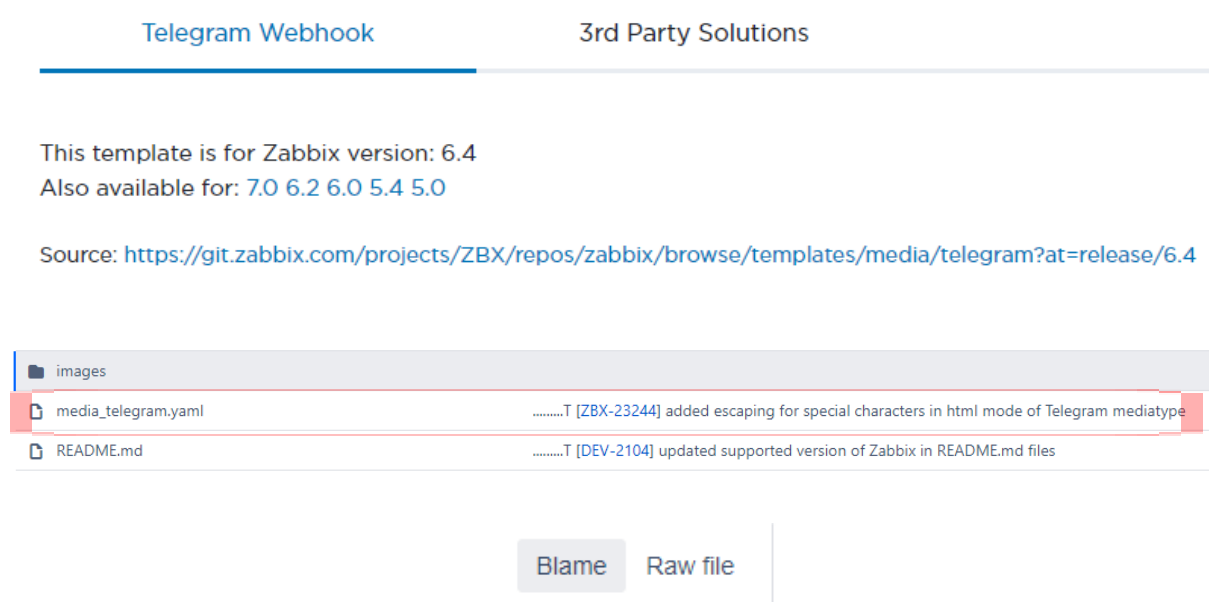 Telegram Webhook 3rd Party Solutions
This template is for Zabbix version: 6.4
Also available for: 7.0 6.2 6.0 5.4 5.0
Source: https://git.zabbix.com/projects/ZBX/repos/zabbix/browse/templates/media/telegram?at=release/6.4
images
media_telegram.yaml .........T [ZBX-23244] added escaping for special characters in html mode of Telegram mediatype
README.md .........T [DEV-2104] updated supported version of Zabbix in README.md files
Blame Raw file